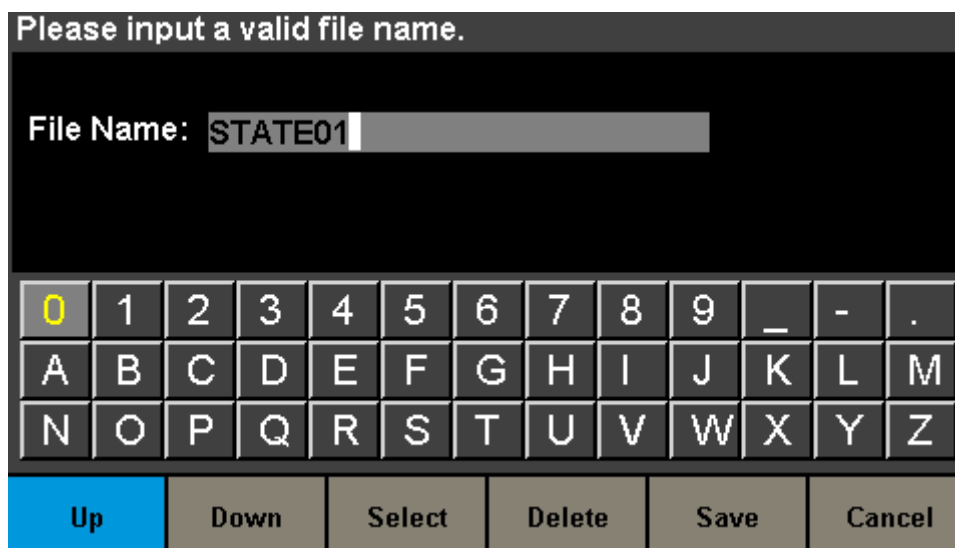 Please input a valid file name.
File Name: STATE01
0 1 2 3 4 5 6 7 8 9 _ - .
A B C D E F G H I J K L M
N O P Q R S T U V W X Y Z
Up Down Select Delete Save Cancel